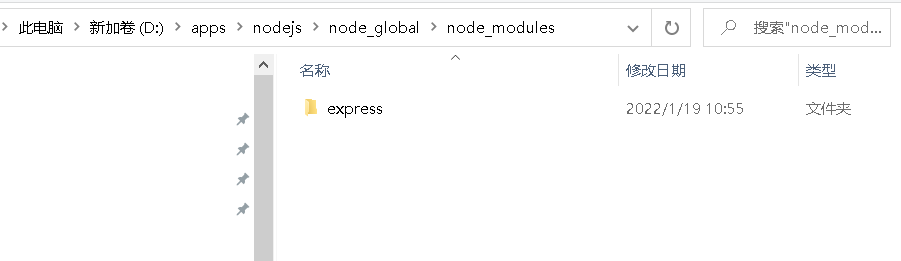 此电脑 > 新加卷 (D:) > apps > nodejs > node_global > node_modules
搜索"node_mod...
名称 修改日期 类型
express 2022/1/19 10:55 文件夹